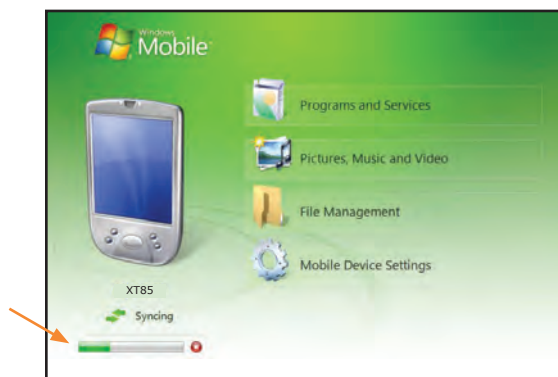 Windows
Mobile
Programs and Services
Pictures, Music and Video
File Management
Mobile Device Settings
XT85
Syncing